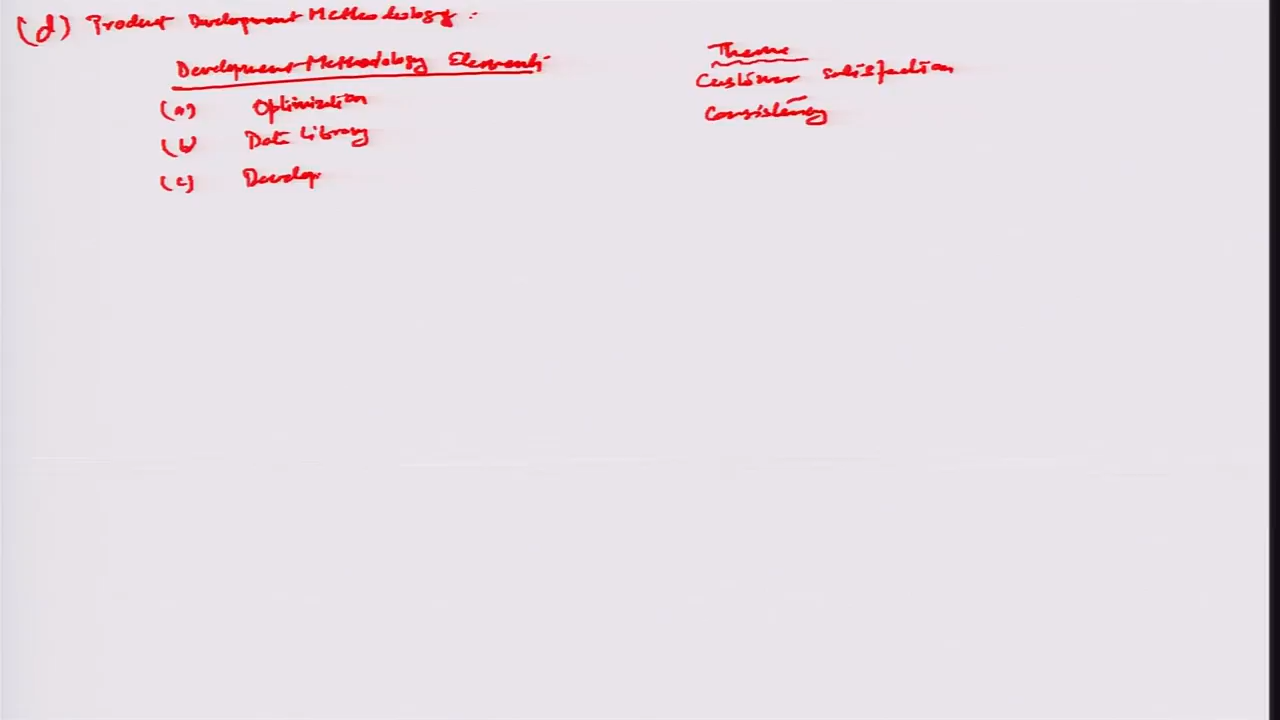 (d) Product Development Methodology :
Development Methodology Elements
Theme
(a) Optimization
Customer satisfaction
(b) Data Library
Consistency
(c) Develop